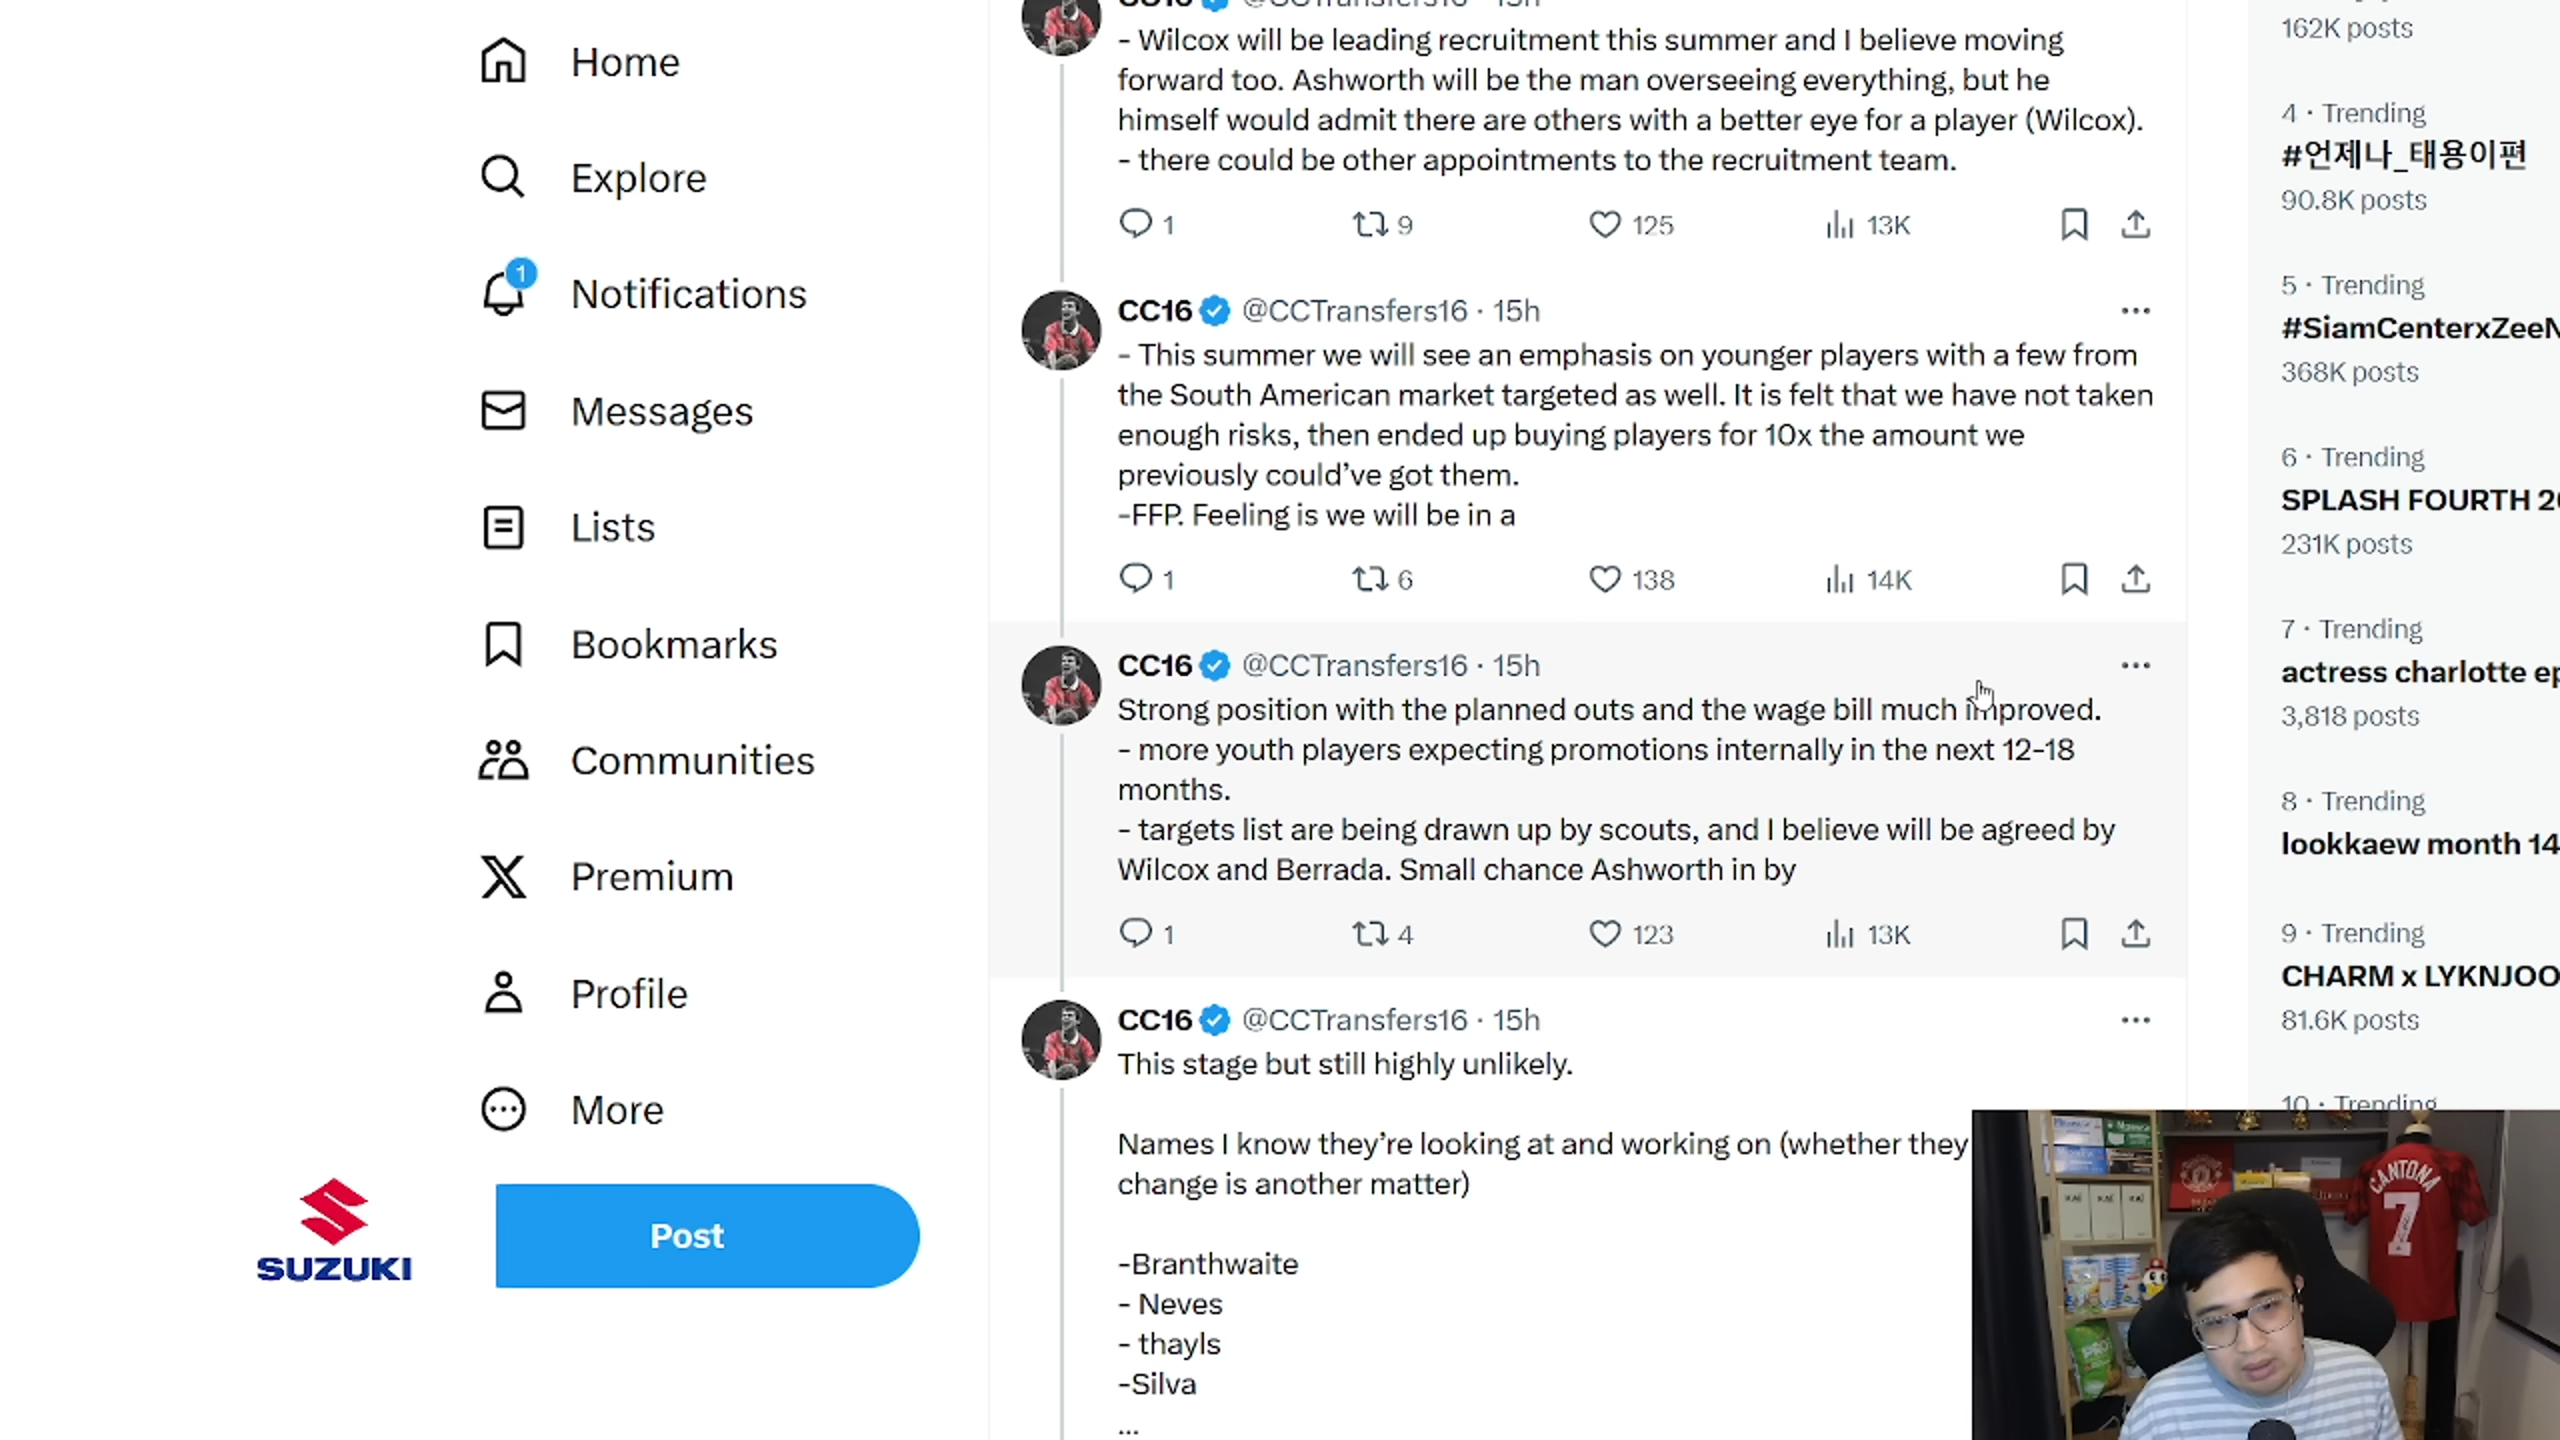 Home
Explore
1
Notifications
Messages
Lists
Bookmarks
Communities
Premium
Profile
More
SUZUKI
Post
CC16 @CCTransfers16 · 15h
- Wilcox will be leading recruitment this summer and I believe moving
forward too. Ashworth will be the man overseeing everything, but he
himself would admit there are others with a better eye for a player (Wilcox).
- there could be other appointments to the recruitment team.
1 9 125 13K
CC16 @CCTransfers16 · 15h
- This summer we will see an emphasis on younger players with a few from
the South American market targeted as well. It is felt that we have not taken
enough risks, then ended up buying players for 10x the amount we
previously could’ve got them.
-FFP. Feeling is we will be in a
1 6 138 14K
CC16 @CCTransfers16 · 15h
Strong position with the planned outs and the wage bill much improved.
- more youth players expecting promotions internally in the next 12-18
months.
- targets list are being drawn up by scouts, and I believe will be agreed by
Wilcox and Berrada. Small chance Ashworth in by
1 4 123 13K
CC16 @CCTransfers16 · 15h
This stage but still highly unlikely.
Names I know they’re looking at and working on (whether they
change is another matter)
-Branthwaite
- Neves
- thayls
-Silva
...
162K posts
4 · Trending
#언제나_태용이편
90.8K posts
5 · Trending
#SiamCenterxZeeN
368K posts
6 · Trending
SPLASH FOURTH 2
231K posts
7 · Trending
actress charlotte ep
3,818 posts
8 · Trending
lookkaew month 14
9 · Trending
CHARM x LYKNJOO
81.6K posts
10 · Trending
CANTONA
7